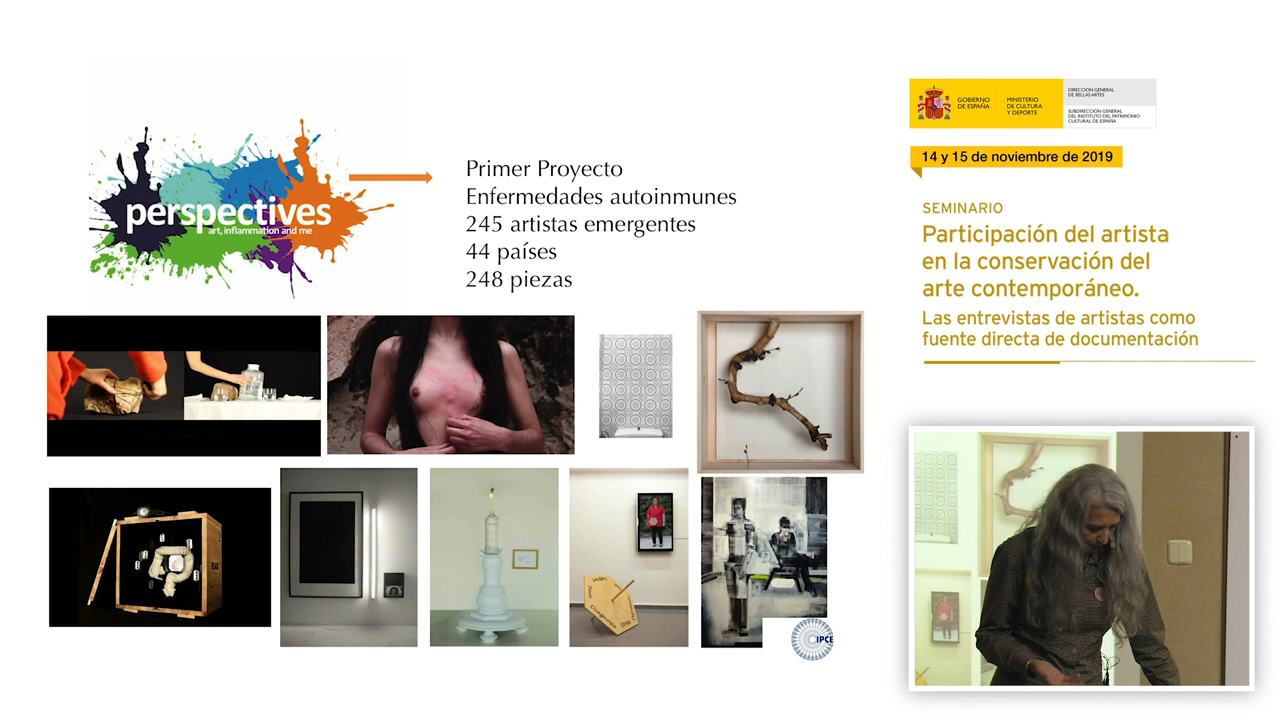 perspectives
art, inflammation and me
Primer Proyecto
Enfermedades autoinmunes
245 artistas emergentes
44 países
248 piezas
GOBIERNO
DE ESPAÑA
MINISTERIO
DE CULTURA
Y DEPORTE
DIRECCIÓN GENERAL
DE BELLAS ARTES
SUBDIRECCIÓN GENERAL
DEL INSTITUTO DEL PATRIMONIO
CULTURAL DE ESPAÑA
14 y 15 de noviembre de 2019
SEMINARIO
Participación del artista
en la conservación del
arte contemporáneo.
Las entrevistas de artistas como
fuente directa de documentación
IPCE